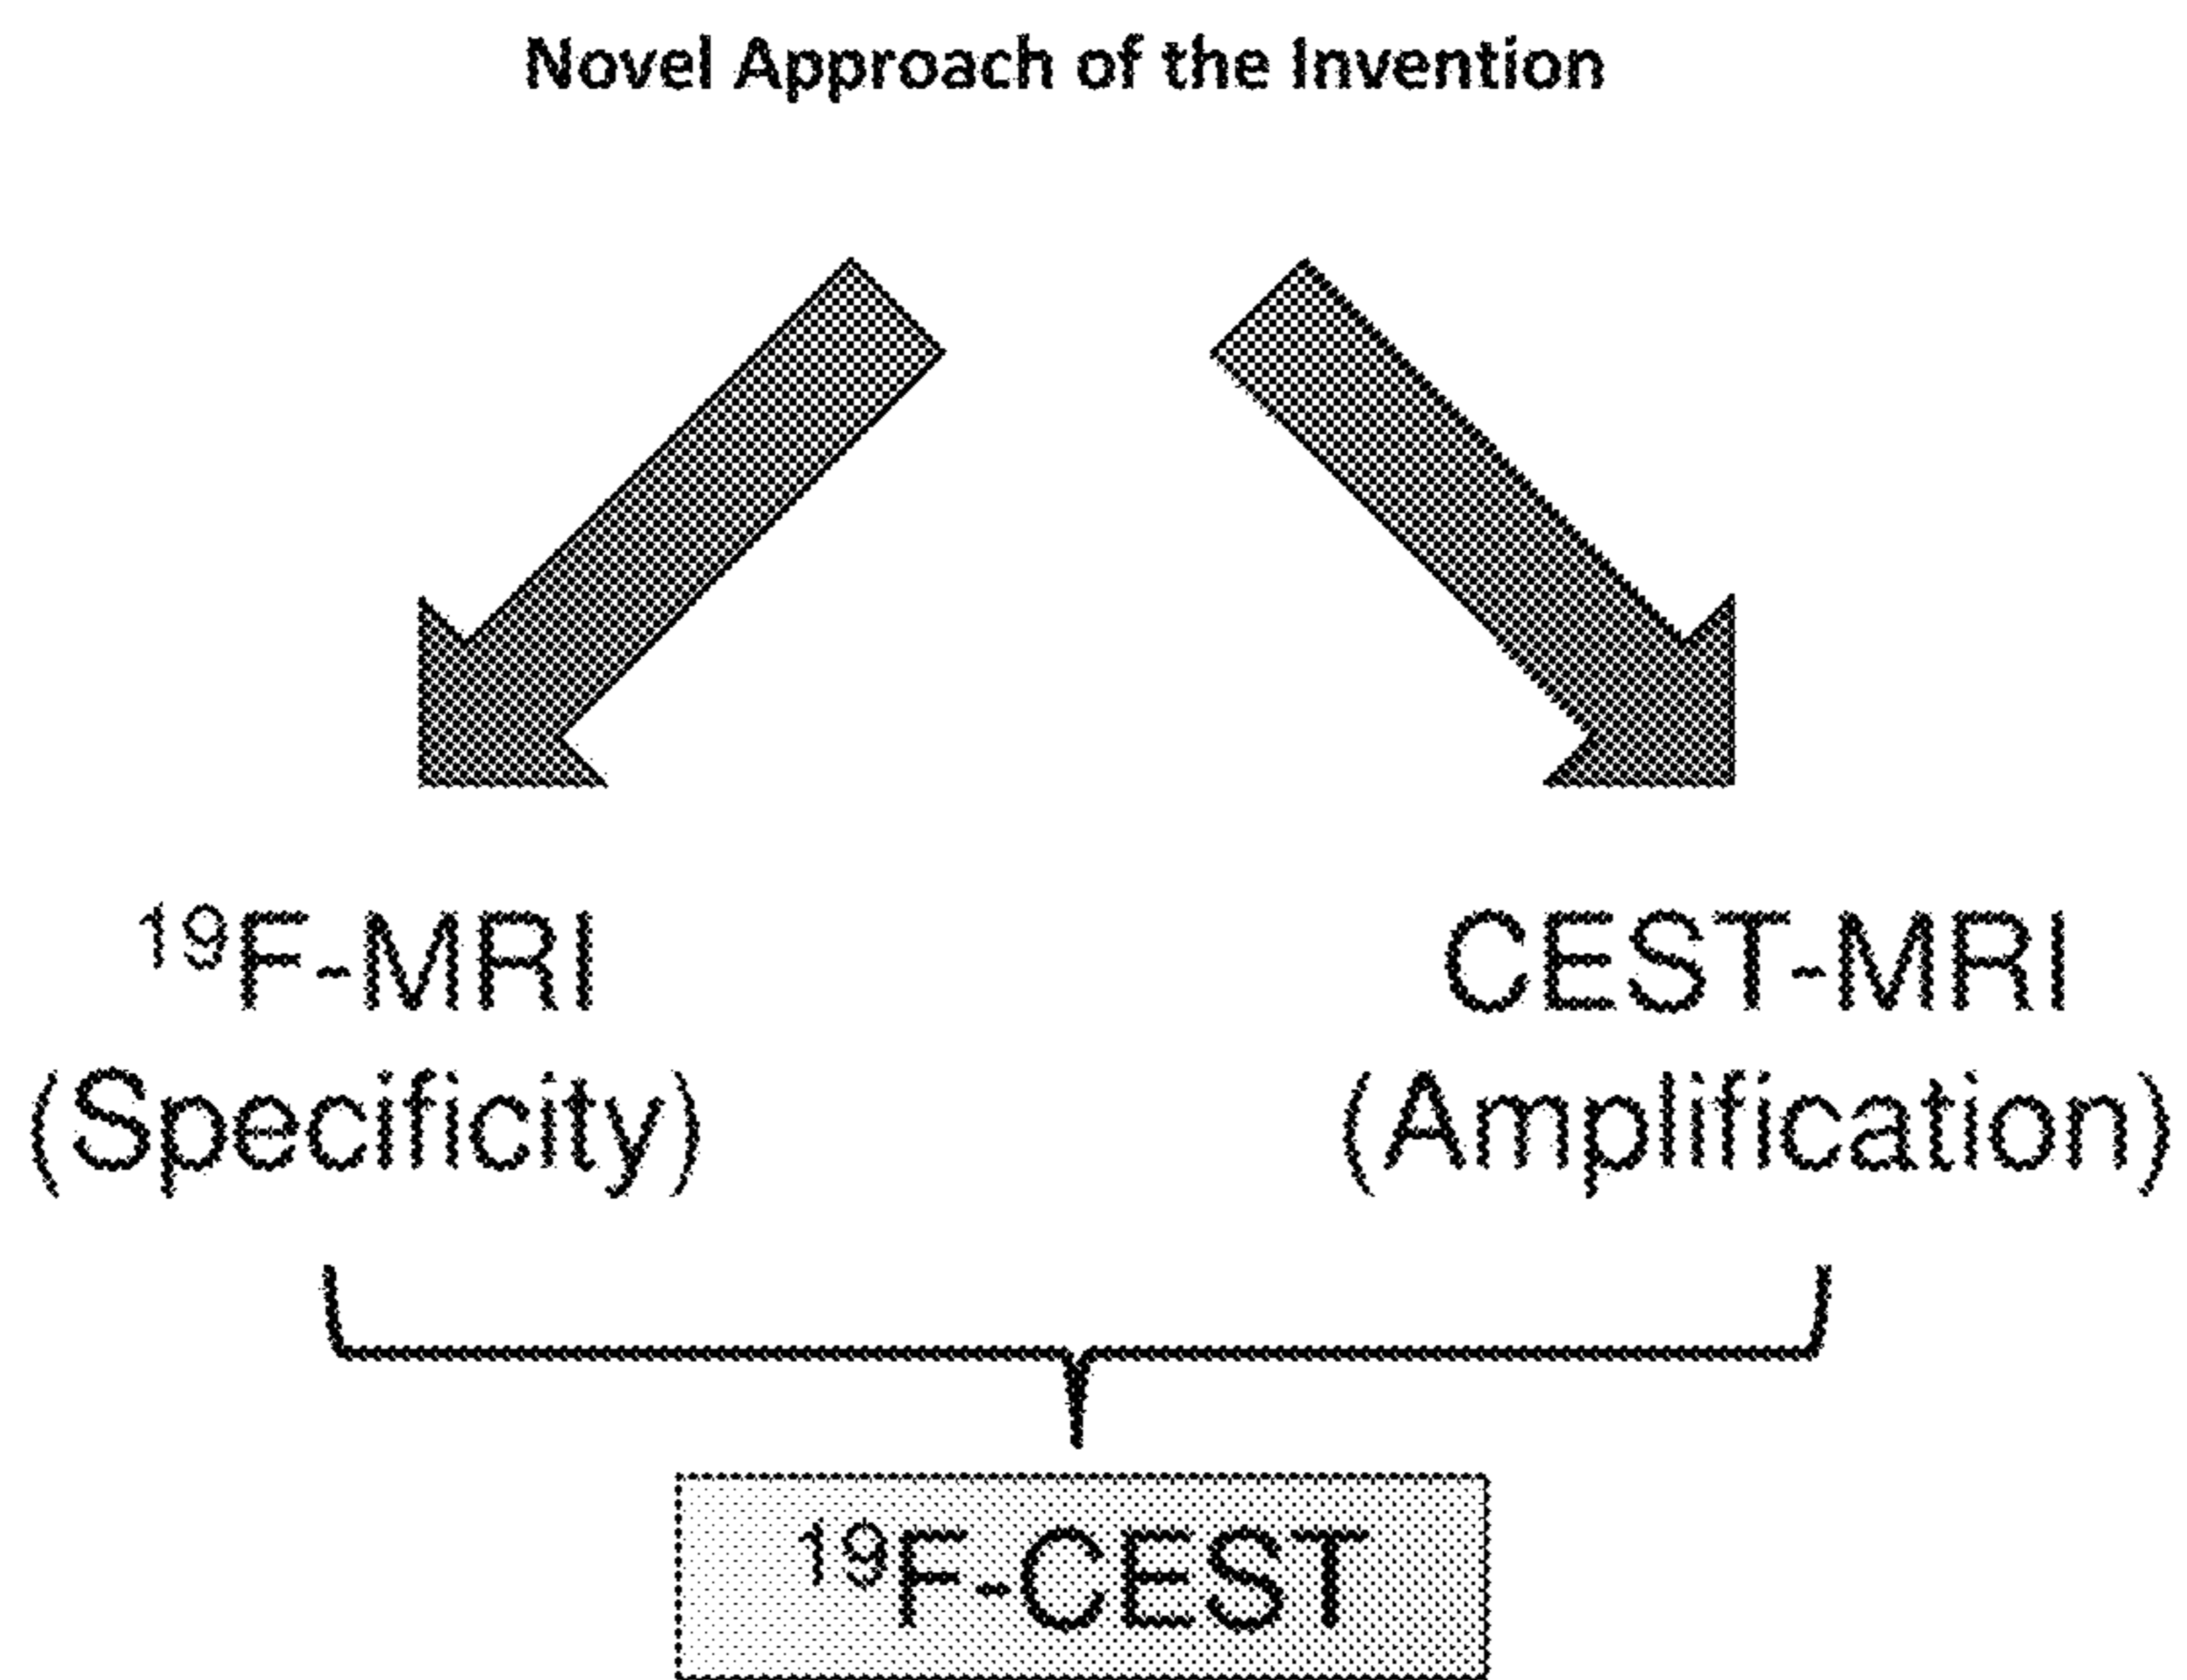 Novel Approach of the Invention
¹⁹F-MRI
(Specificity)
CEST-MRI
(Amplification)
¹⁹F-CEST